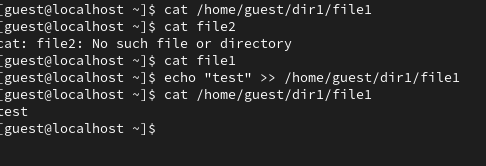 [guest@localhost ~]$ cat /home/guest/dir1/file1
[guest@localhost ~]$ cat file2
cat: file2: No such file or directory
[guest@localhost ~]$ cat file1
[guest@localhost ~]$ echo "test" >> /home/guest/dir1/file1
[guest@localhost ~]$ cat /home/guest/dir1/file1
test
[guest@localhost ~]$